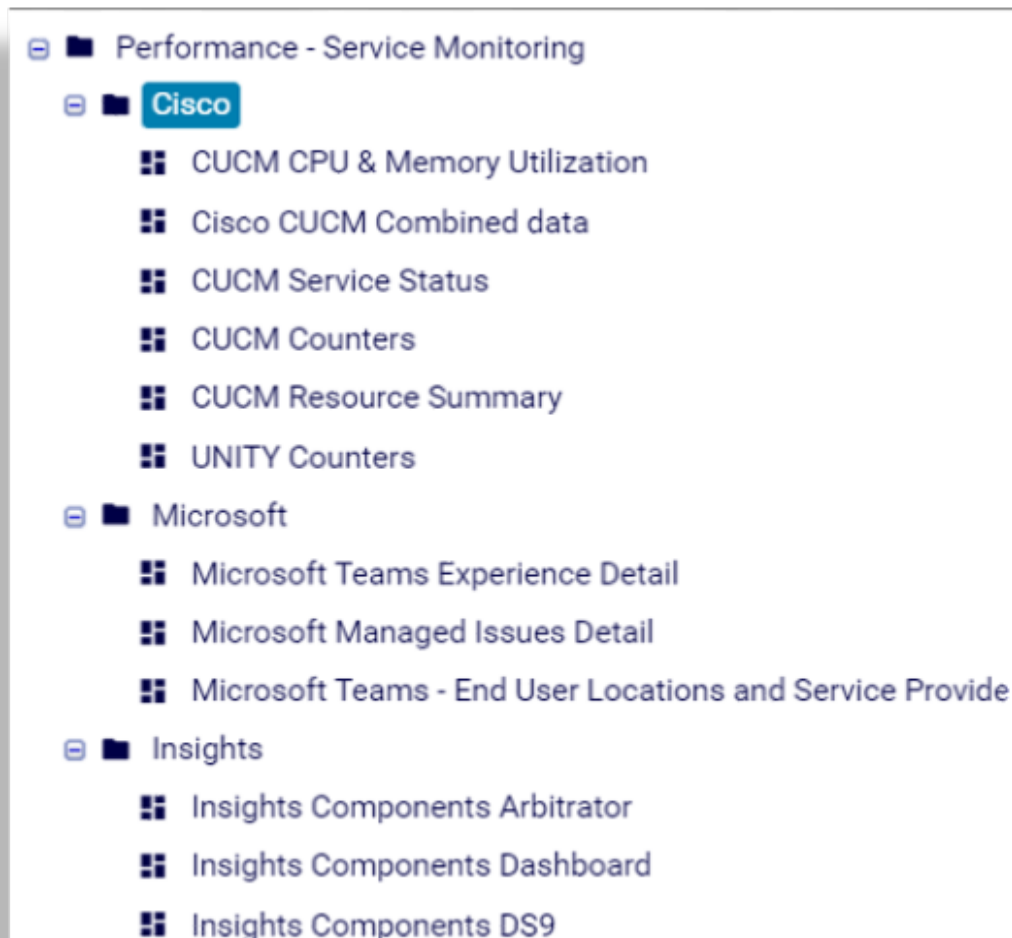 Performance - Service Monitoring
Cisco
CUCM CPU & Memory Utilization
Cisco CUCM Combined data
CUCM Service Status
CUCM Counters
CUCM Resource Summary
UNITY Counters
Microsoft
Microsoft Teams Experience Detail
Microsoft Managed Issues Detail
Microsoft Teams - End User Locations and Service Provide
Insights
Insights Components Arbitrator
Insights Components Dashboard
Insights Components DS9